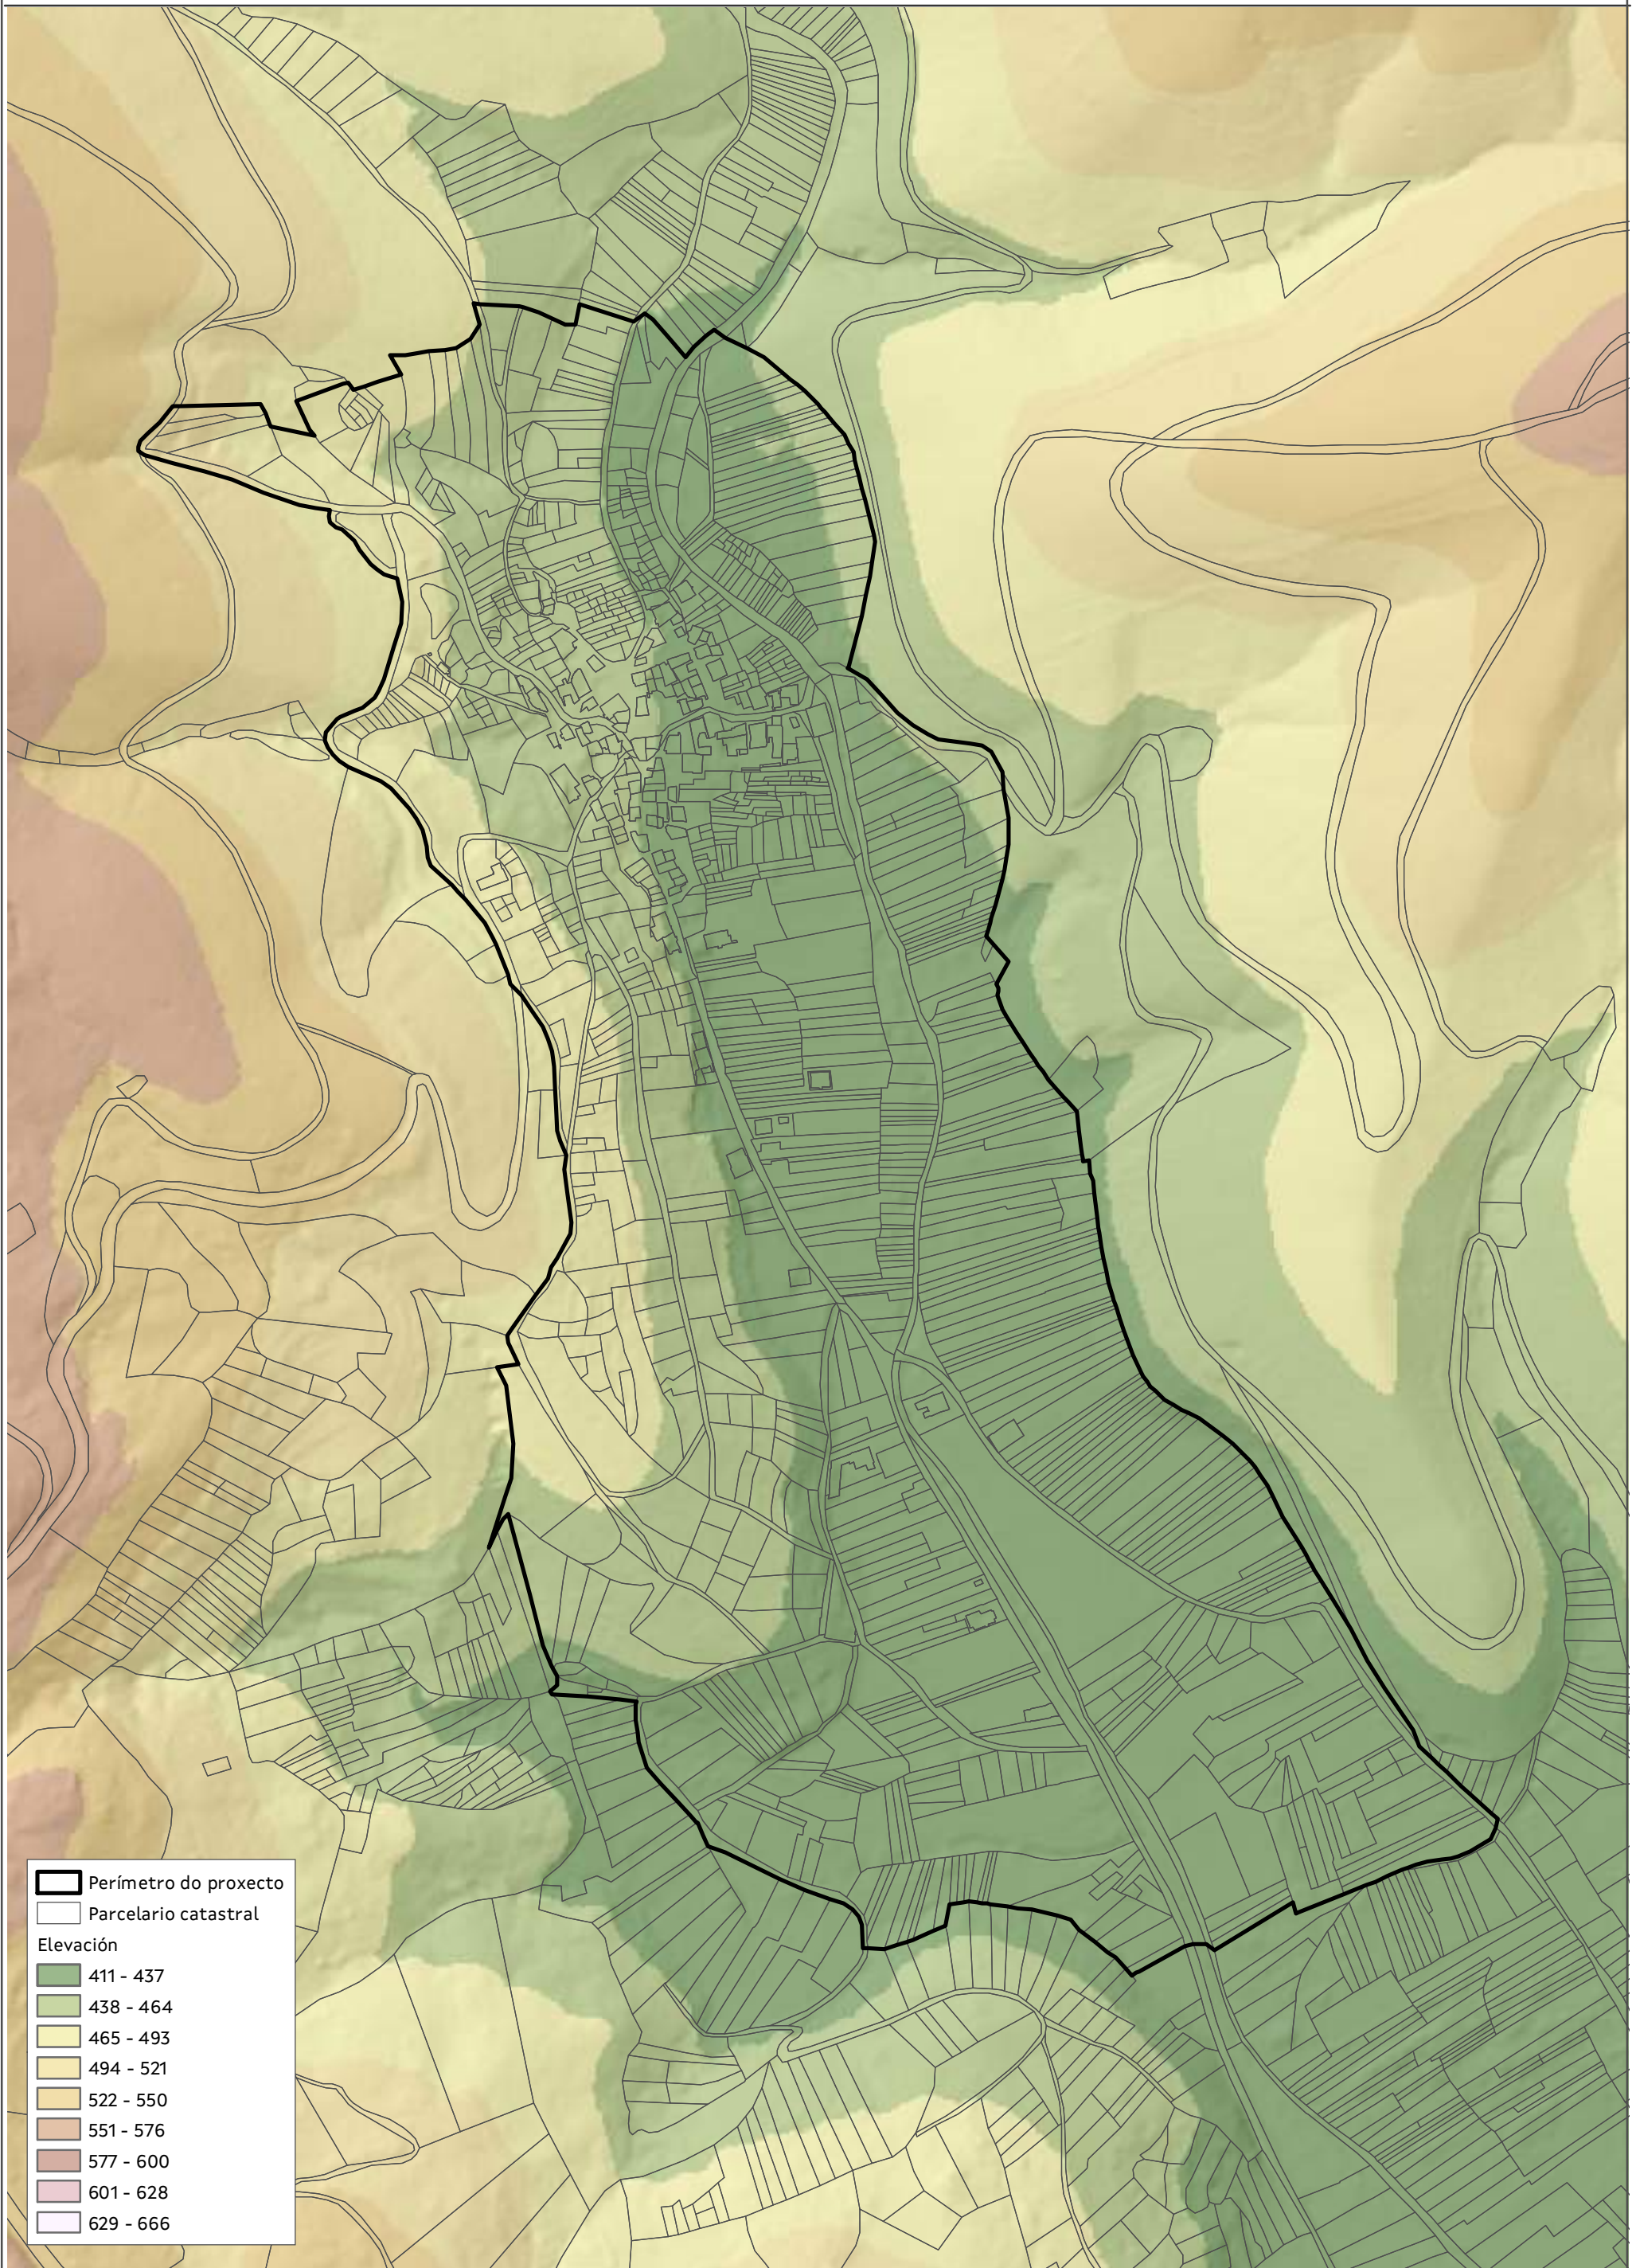 Perímetro do proxecto
Parcelario catastral
Elevación
411 - 437
438 - 464
465 - 493
494 - 521
522 - 550
551 - 576
577 - 600
601 - 628
629 - 666